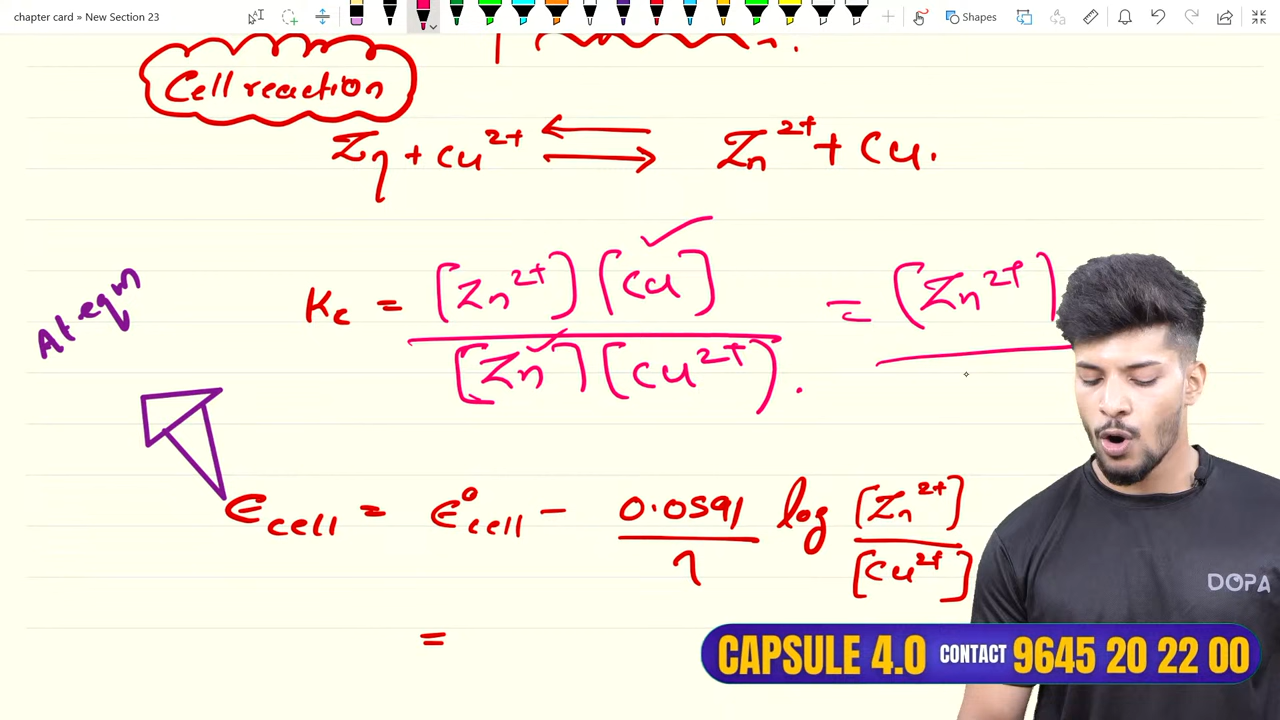 chapter card » New Section 23
Shapes
Cell reaction
Zn + Cu²⁺ ⇌ Zn²⁺ + Cu.
At eqm
Kc = [Zn²⁺] [Cu] / [Zn] [Cu²⁺]. = [Zn²⁺]
Ecell = E°cell - 0.0591 / n log [Zn²⁺] / [Cu²⁺]
=
DOPA
CAPSULE 4.0 CONTACT 9645 20 22 00